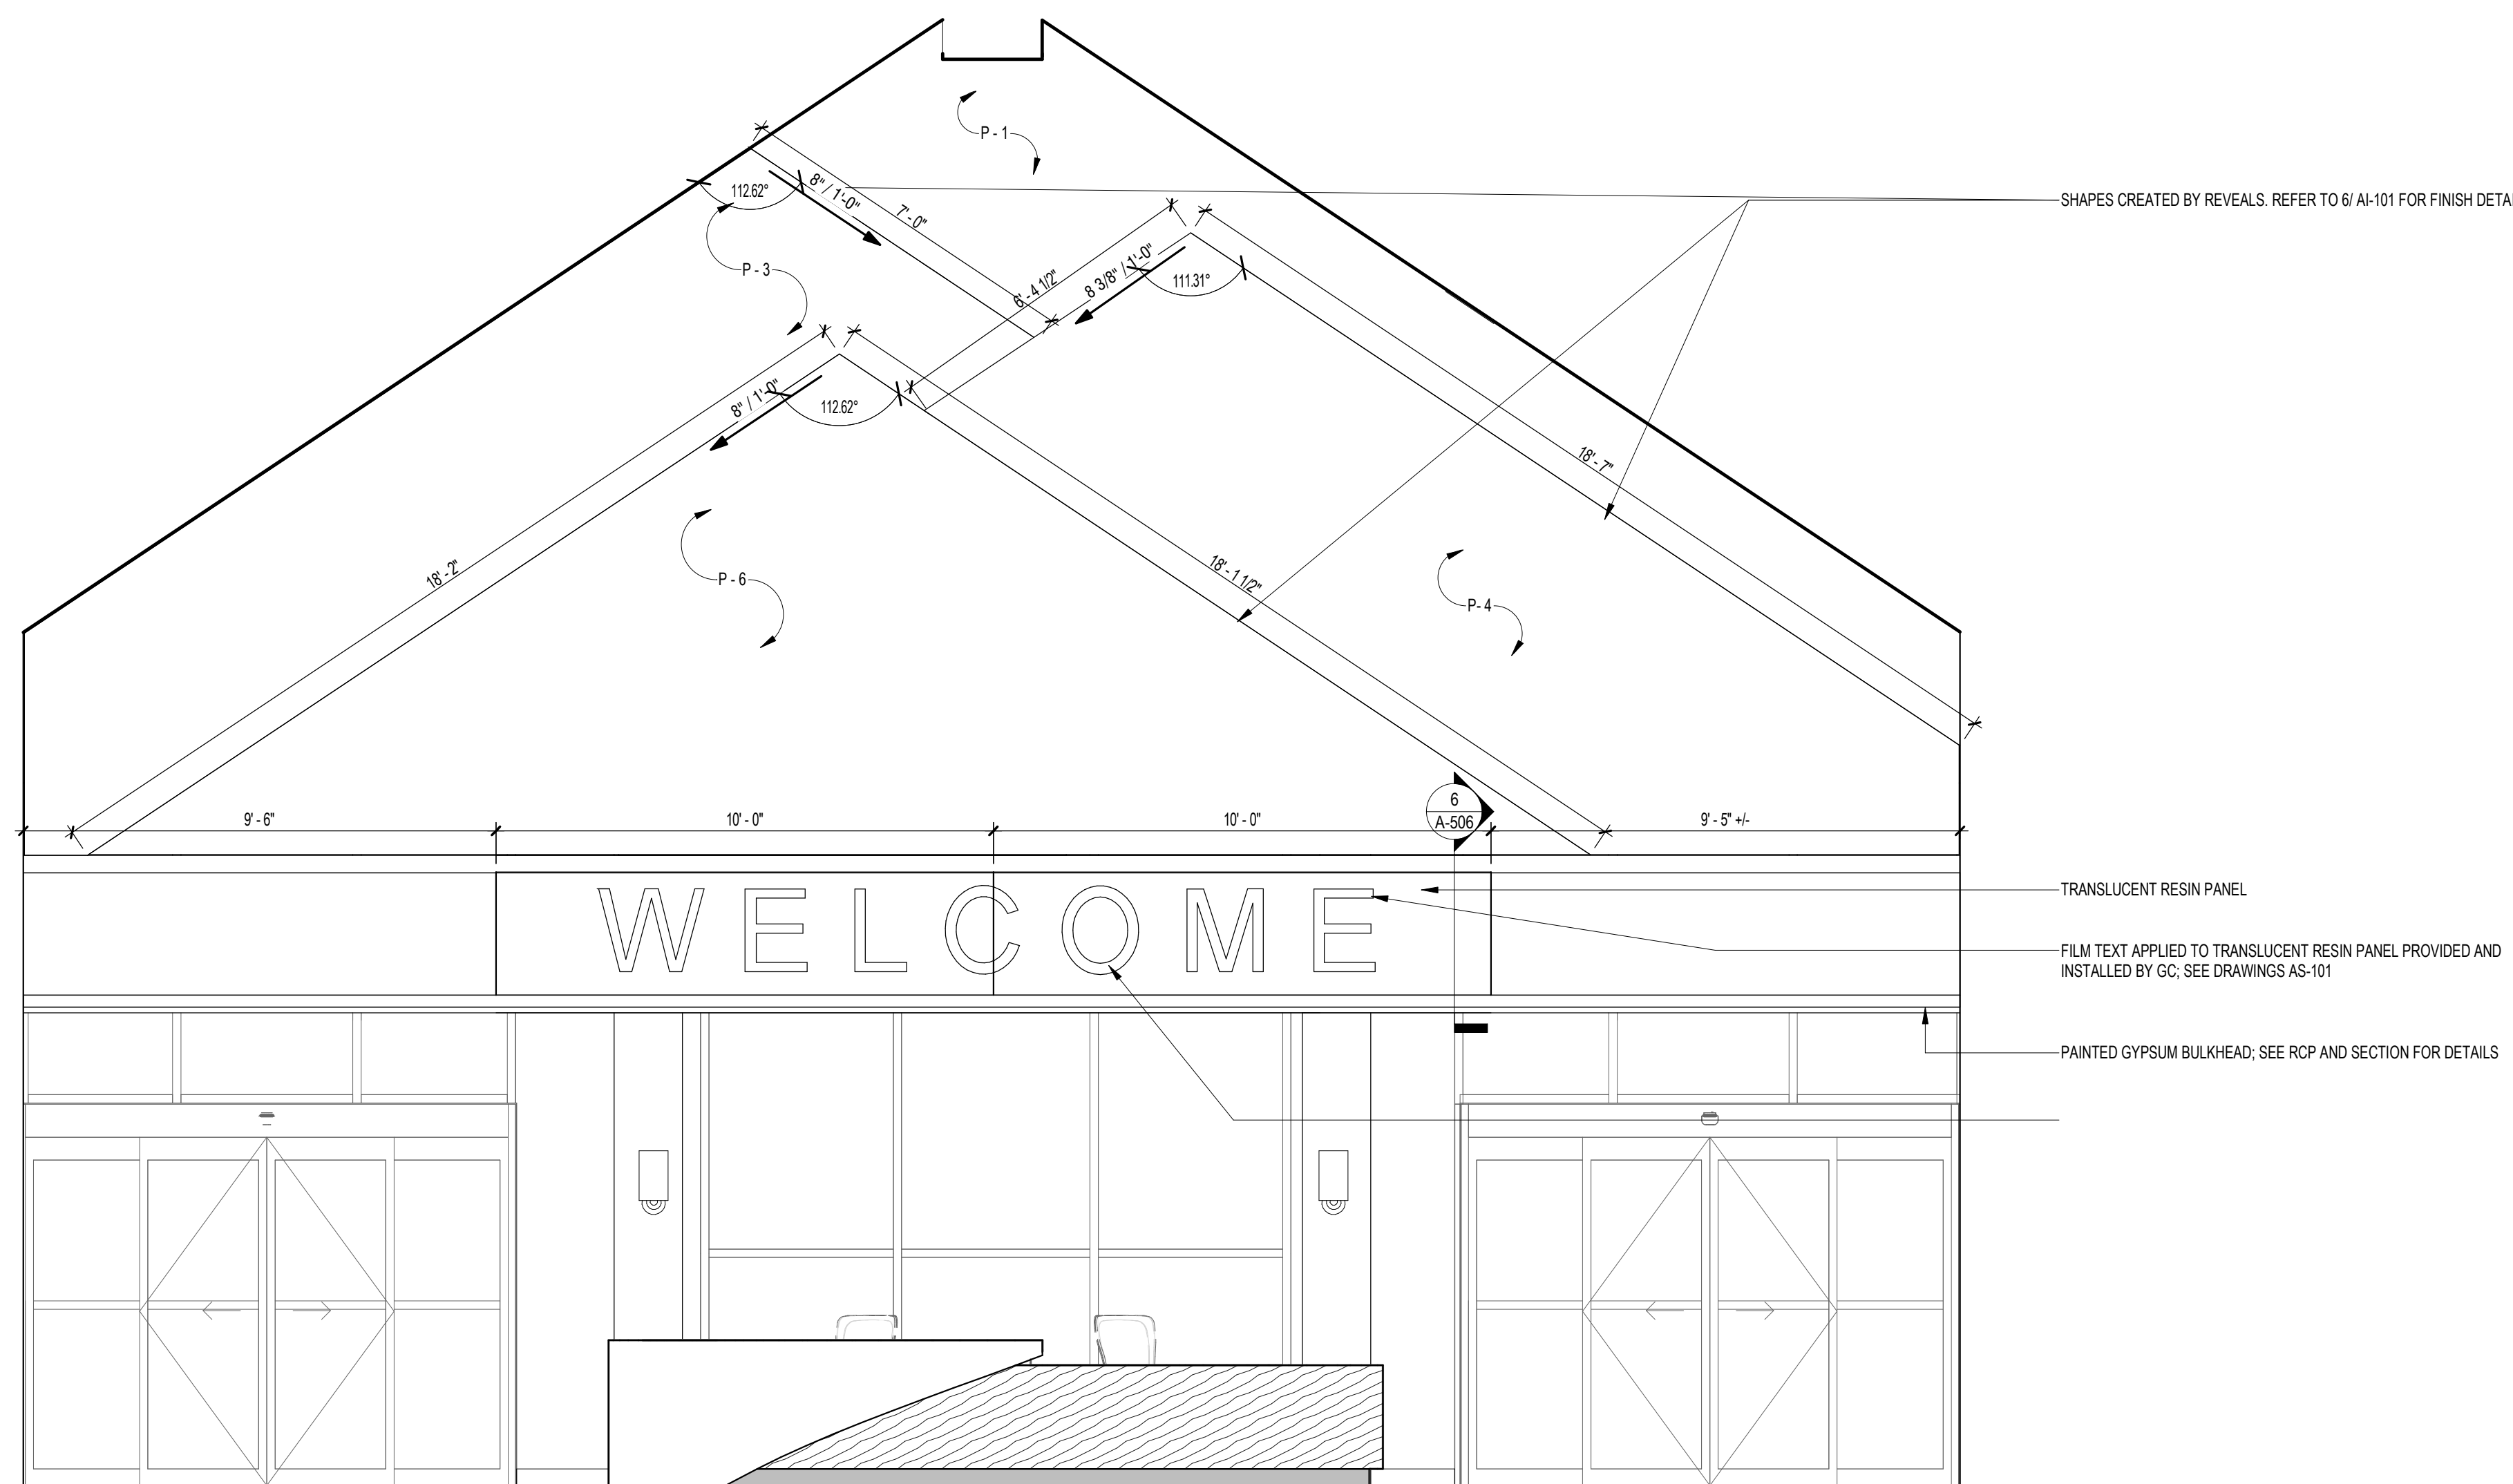 P - 1
112.62°
8" / 1'-0"
7' - 0"
SHAPES CREATED BY REVEALS. REFER TO 6/ AI-101 FOR FINISH
P - 3
6' - 4 1/2"
8 3/8" / 1'-0"
111.31°
8" / 1'-0"
112.62°
18' - 7"
18' - 2"
P - 6
18' - 1 1/2"
P - 4
9' - 6"
10' - 0"
10' - 0"
6
A-506
9' - 5" +/-
WELCOME
TRANSLUCENT RESIN PANEL
FILM TEXT APPLIED TO TRANSLUCENT RESIN PANEL PROVIDED AND
INSTALLED BY GC; SEE DRAWINGS AS-101
PAINTED GYPSUM BULKHEAD; SEE RCP AND SECTION FOR DETAILS